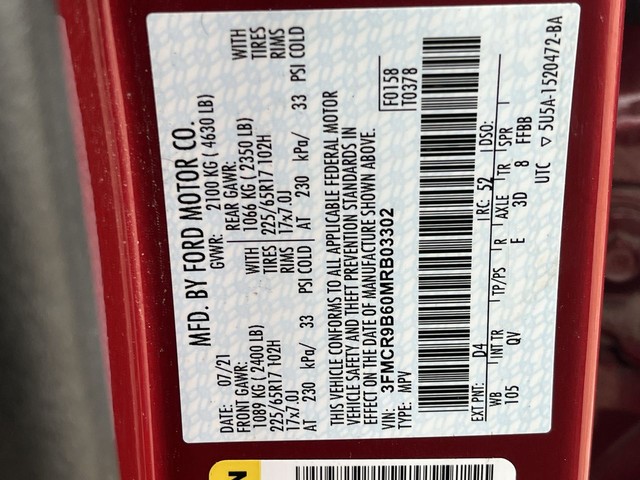 MFD. BY FORD MOTOR CO.
DATE: 07/21 GVWR: 2100 KG ( 4630 LB)
FRONT GAWR: REAR GAWR: WITH
1089 KG ( 2400 LB) 1066 KG ( 2350 LB) TIRES
225/65R17 102H TIRES 225/65R17 102H RIMS
17x7.0J RIMS 17x7.0J
AT 230 kPa/ 33 PSI COLD AT 230 kPa/ 33 PSI COLD
THIS VEHICLE CONFORMS TO ALL APPLICABLE FEDERAL MOTOR
VEHICLE SAFETY AND THEFT PREVENTION STANDARDS IN
EFFECT ON THE DATE OF MANUFACTURE SHOWN ABOVE.
VIN: 3FMCR9B60MRB03302 F0158
TYPE: MPV T0378
EXT PNT: D4 RC: 52 DSO:
WB INT TR TP/PS R AXLE TR SPR
105 QV E 3D 8 FFBB
UTC ▽ 5U5A-1520472-BA
N